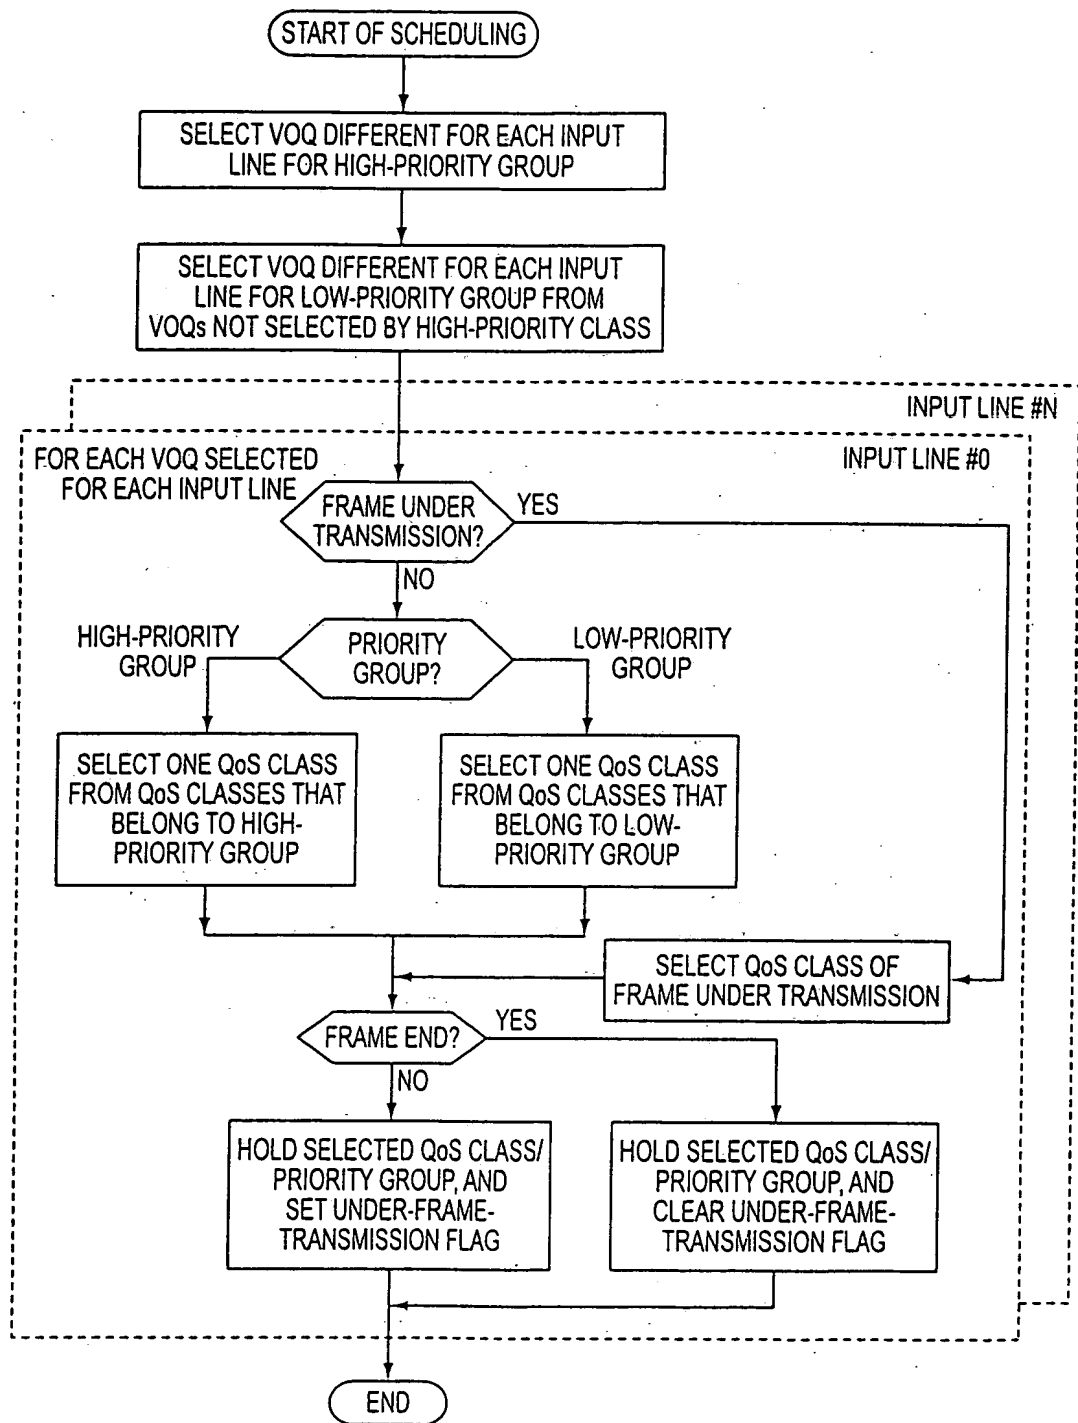 START OF SCHEDULING
SELECT VOQ DIFFERENT FOR EACH INPUT
LINE FOR HIGH-PRIORITY GROUP
SELECT VOQ DIFFERENT FOR EACH INPUT
LINE FOR LOW-PRIORITY GROUP FROM
VOQs NOT SELECTED BY HIGH-PRIORITY CLASS
INPUT LINE #N
FOR EACH VOQ SELECTED
FOR EACH INPUT LINE
INPUT LINE #0
FRAME UNDER
TRANSMISSION?
YES
NO
HIGH-PRIORITY
GROUP
PRIORITY
GROUP?
LOW-PRIORITY
GROUP
SELECT ONE QoS CLASS
FROM QoS CLASSES THAT
BELONG TO HIGH-
PRIORITY GROUP
SELECT ONE QoS CLASS
FROM QoS CLASSES THAT
BELONG TO LOW-
PRIORITY GROUP
SELECT QoS CLASS OF
FRAME UNDER TRANSMISSION
FRAME END?
YES
NO
HOLD SELECTED QoS CLASS/
PRIORITY GROUP, AND
SET UNDER-FRAME-
TRANSMISSION FLAG
HOLD SELECTED QoS CLASS/
PRIORITY GROUP, AND
CLEAR UNDER-FRAME-
TRANSMISSION FLAG
END